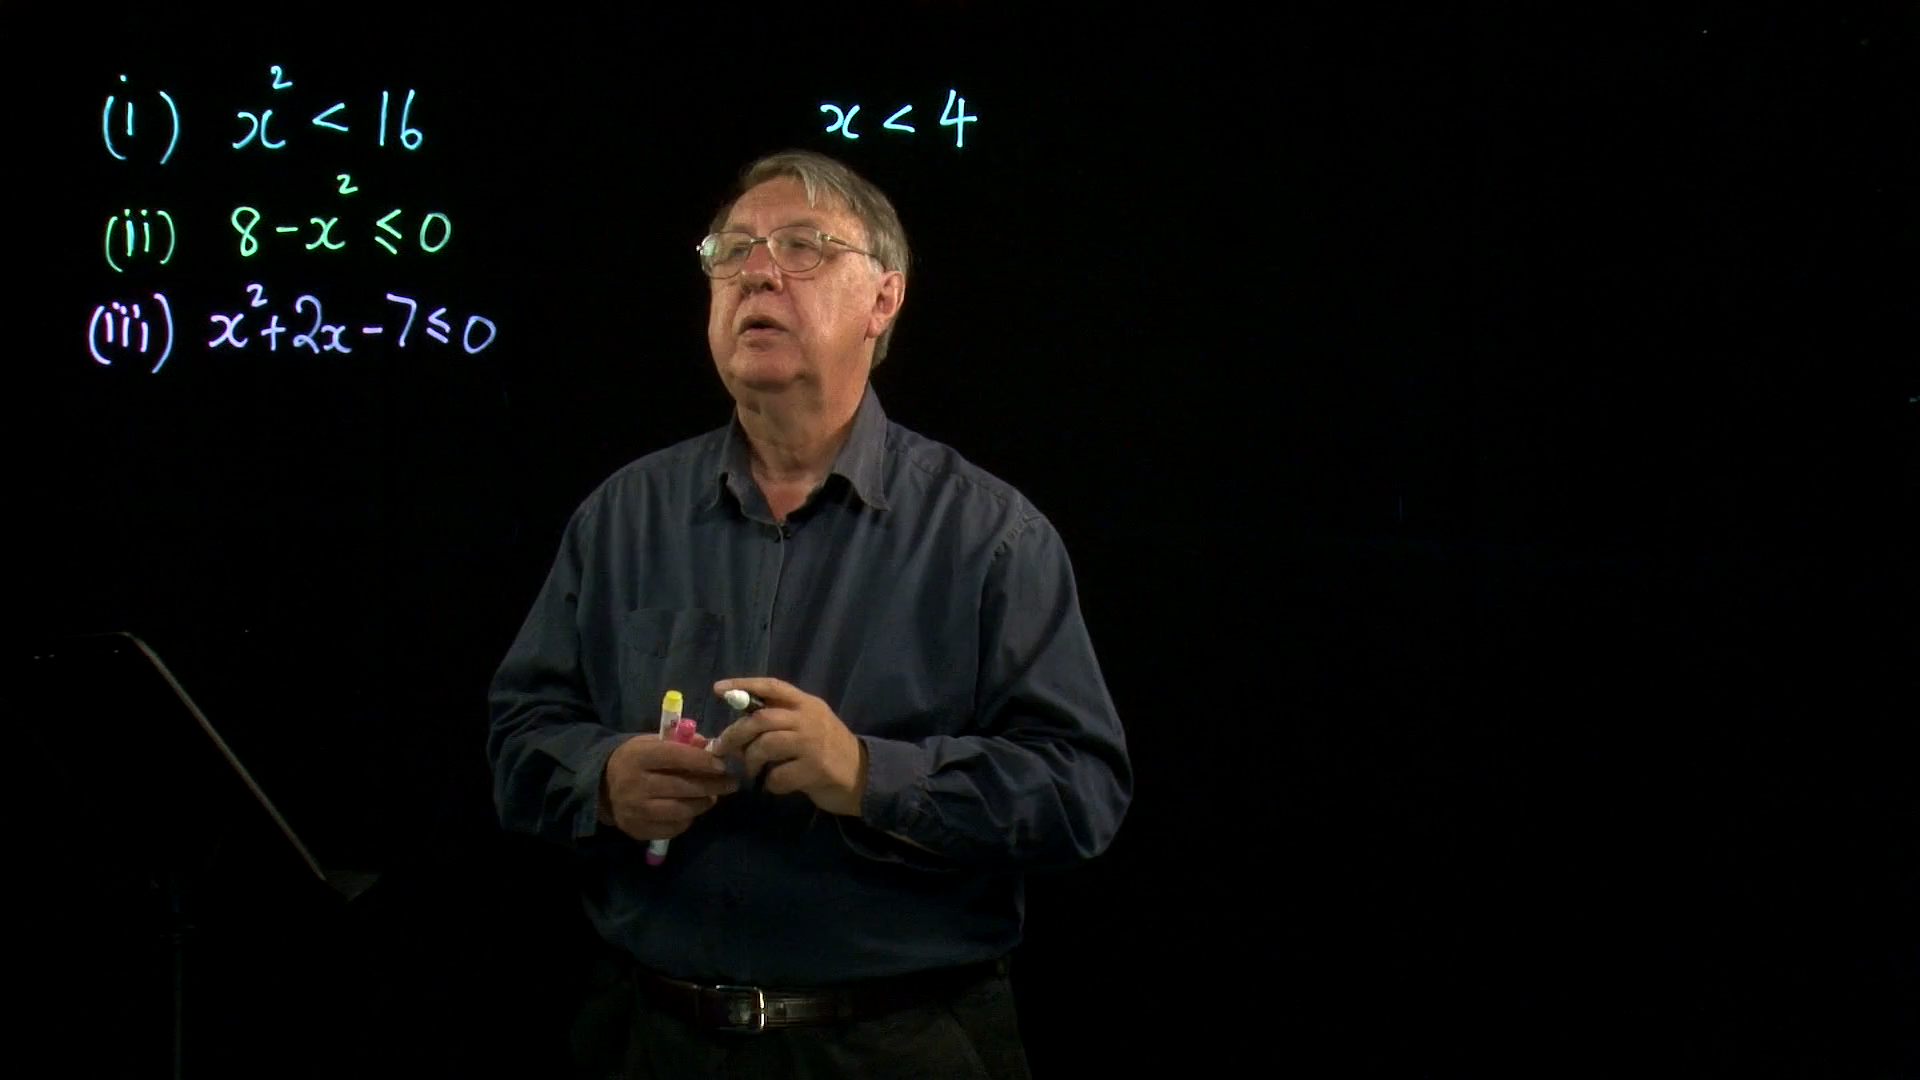 (i) x² < 16
x < 4
(ii) 8 - x² ≤ 0
(iii) x² + 2x - 7 ≤ 0